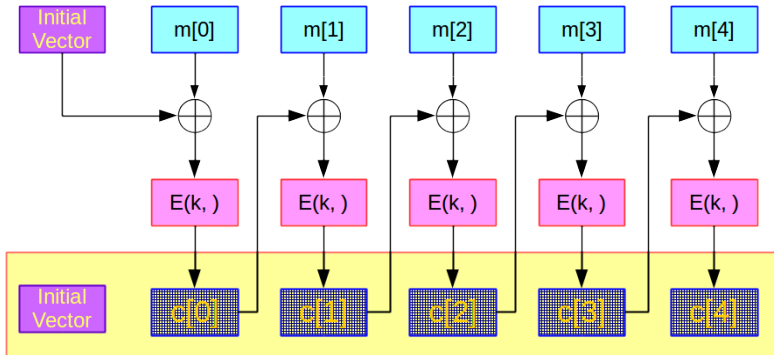 Initial
Vector
m[0]
m[1]
m[2]
m[3]
m[4]
E(k, )
E(k, )
E(k, )
E(k, )
E(k, )
Initial
Vector
c[0]
c[1]
c[2]
c[3]
c[4]